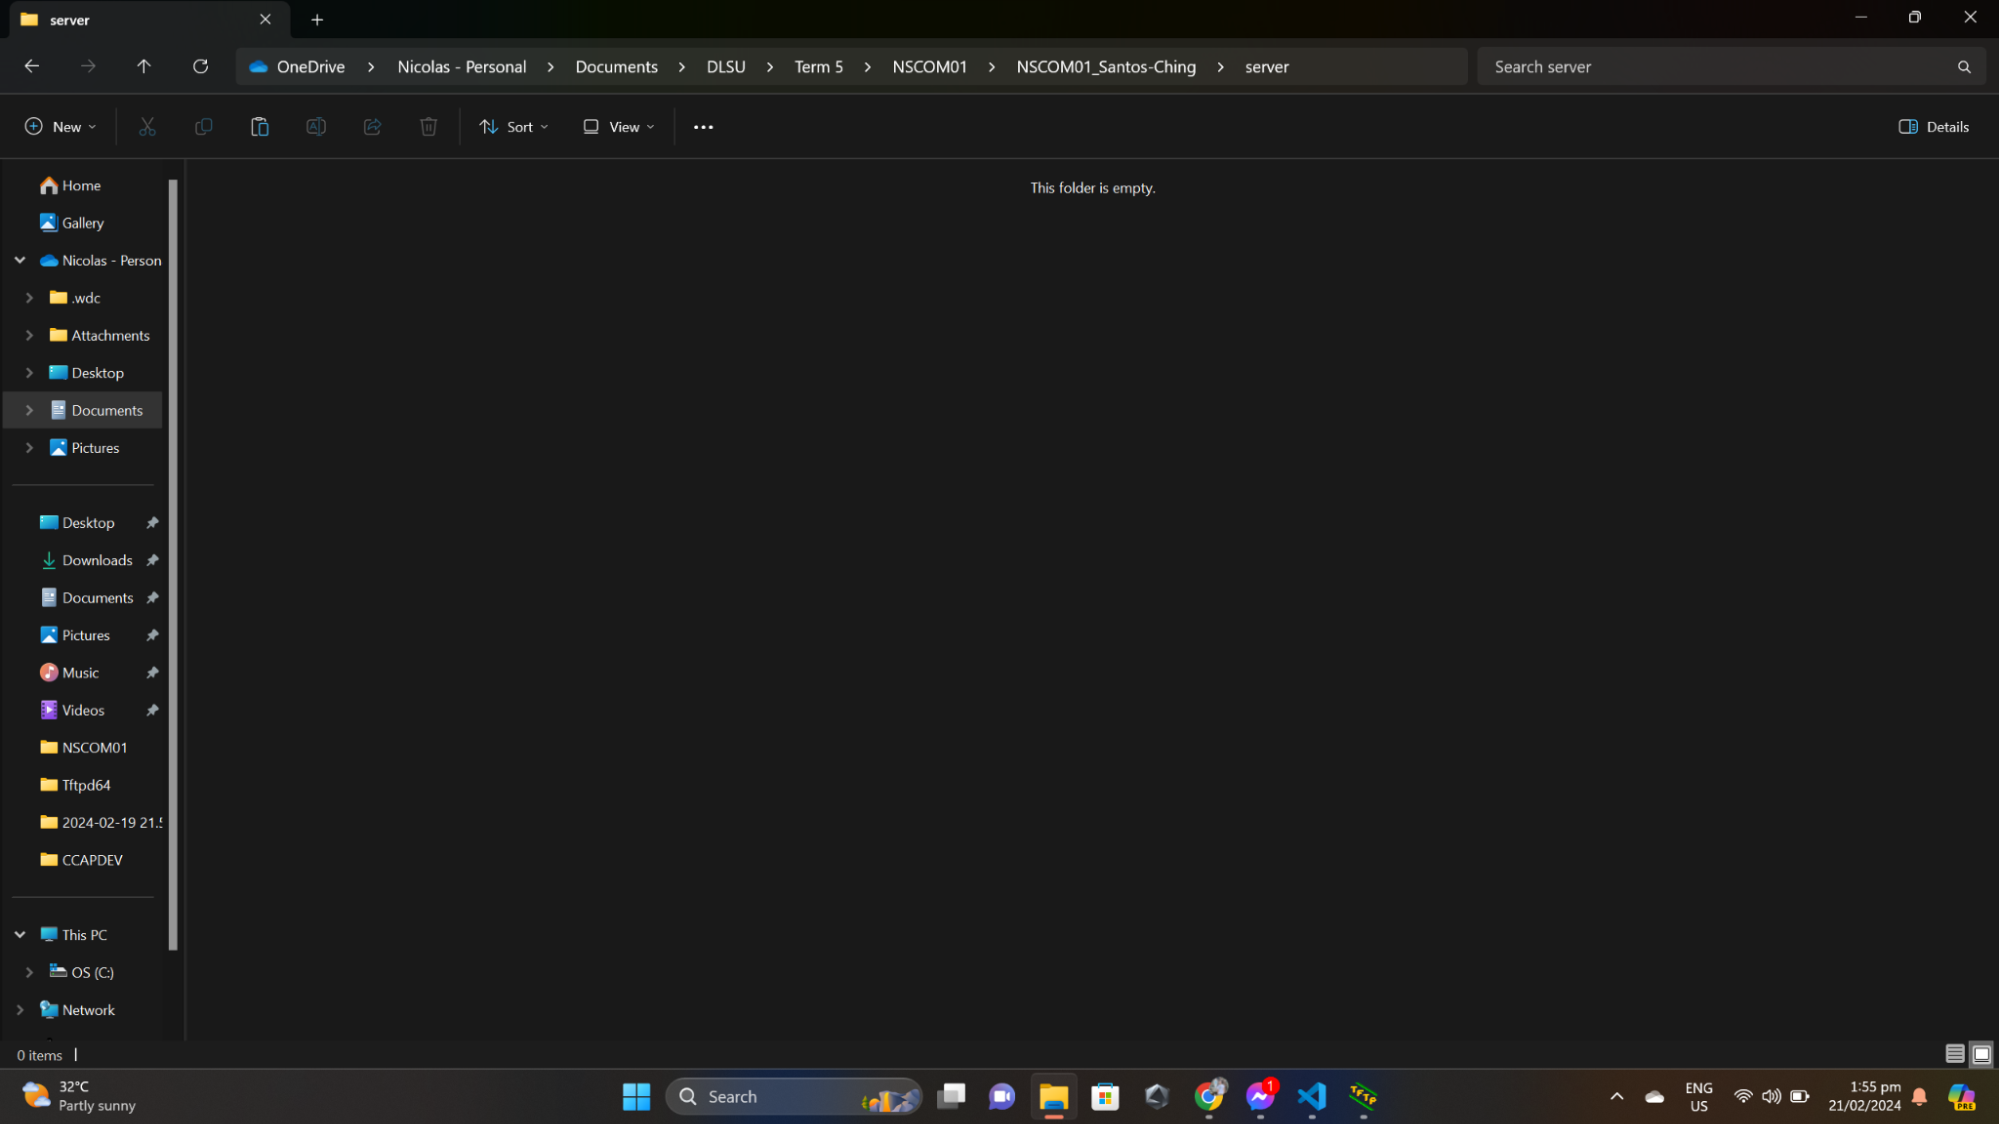 server
OneDrive > Nicolas - Personal > Documents > DLSU > Term 5 > NSCOM01 > NSCOM01_Santos-Ching > server
Search server
New
Sort
View
Details
Home
Gallery
Nicolas - Person
.wdc
Attachments
Desktop
Documents
Pictures
Desktop
Downloads
Documents
Pictures
Music
Videos
NSCOM01
Tftpd64
2024-02-19 21.5
CCAPDEV
This PC
OS (C:)
Network
This folder is empty.
0 items
32°C
Partly sunny
Search
1
TFTP
ENG
US
1:55 pm
21/02/2024
PRE